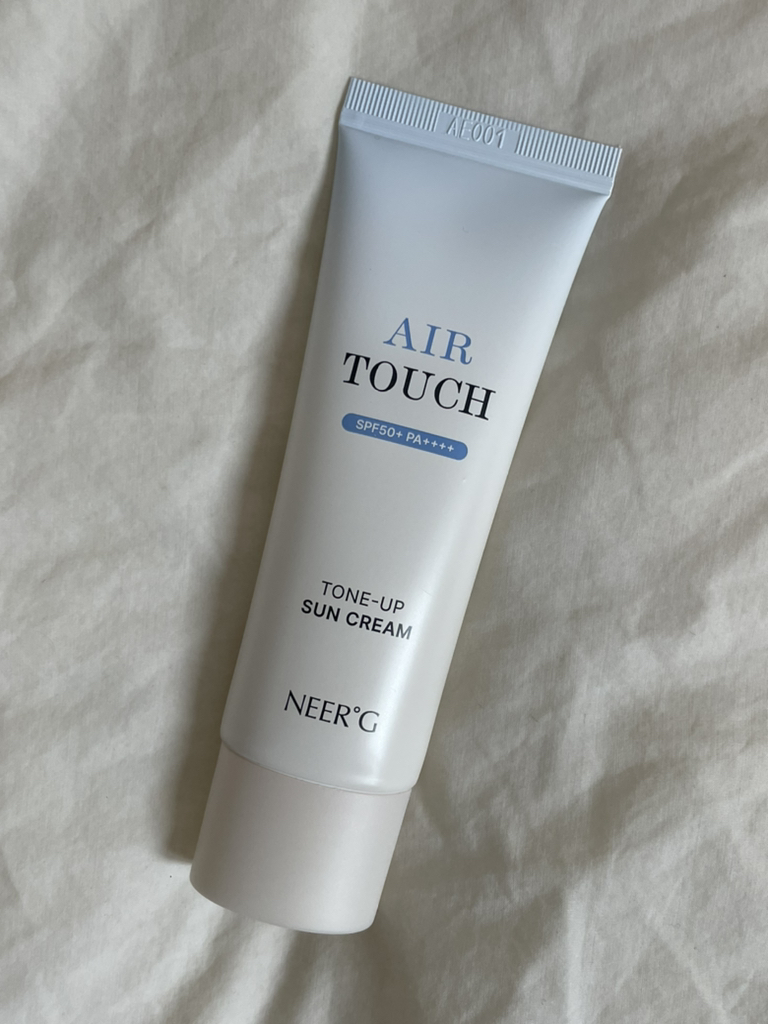 AE001
AIR
TOUCH
SPF50+ PA++++
TONE-UP
SUN CREAM
NEER°G